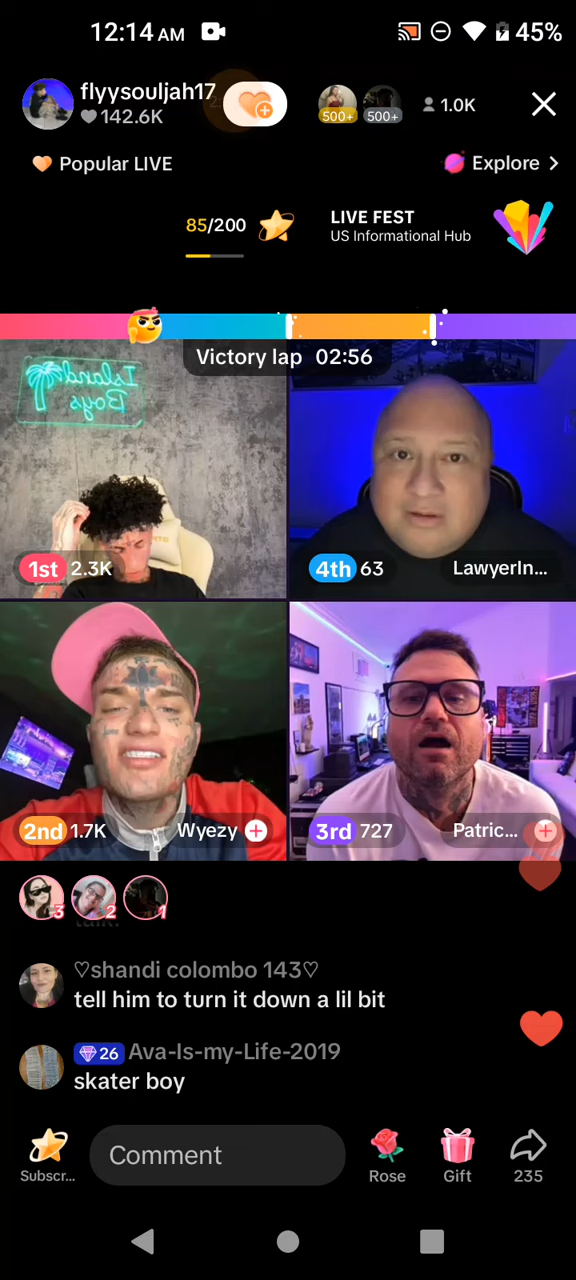 12:14 AM
45%
flyysouljah17
142.6K
500+
500+
1.0K
Popular LIVE
Explore >
85/200
LIVE FEST
US Informational Hub
Victory lap 02:56
Island
Boys
1st 2.3K
4th 63
LawyerIn...
2nd 1.7K
Wyezy
3rd 727
Patric...
3
2
1
♡shandi colombo 143♡
tell him to turn it down a lil bit
26 Ava-Is-my-Life-2019
skater boy
Subscr...
Comment
Rose
Gift
235